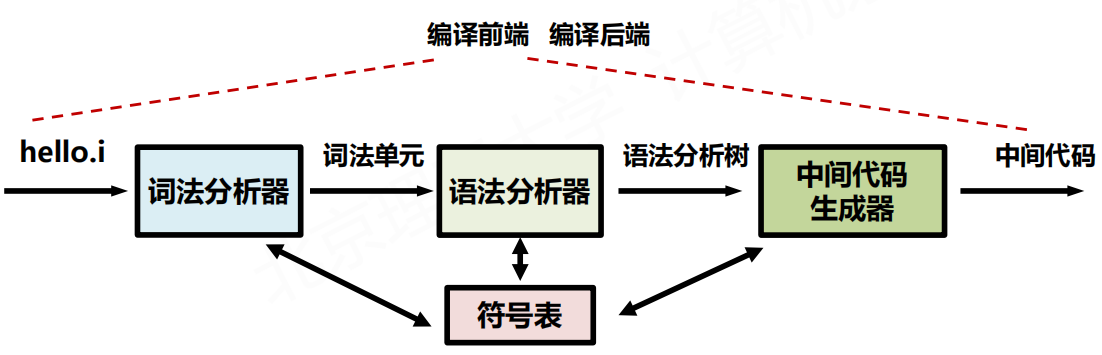 编译前端 编译后端
hello.i
词法分析器
词法单元
语法分析器
语法分析树
中间代码
生成器
中间代码
符号表